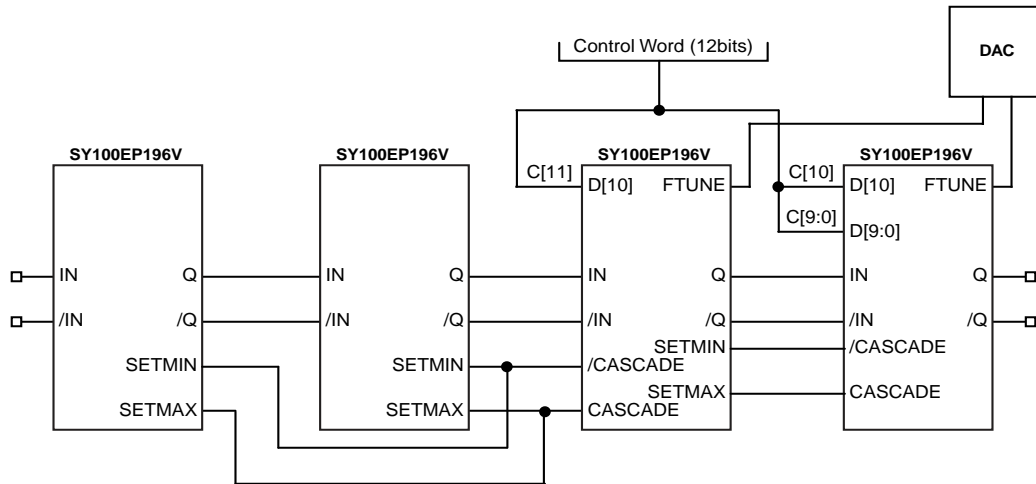 Control Word (12bits)
DAC
SY100EP196V
SY100EP196V
SY100EP196V
SY100EP196V
C[11]
D[10]
FTUNE
C[10]
D[10]
FTUNE
C[9:0]
D[9:0]
IN
Q
IN
Q
IN
Q
IN
Q
/IN
/Q
/IN
/Q
/IN
/Q
/IN
/Q
SETMIN
/CASCADE
SETMIN
SETMIN
/CASCADE
SETMAX
CASCADE
SETMAX
SETMAX
CASCADE